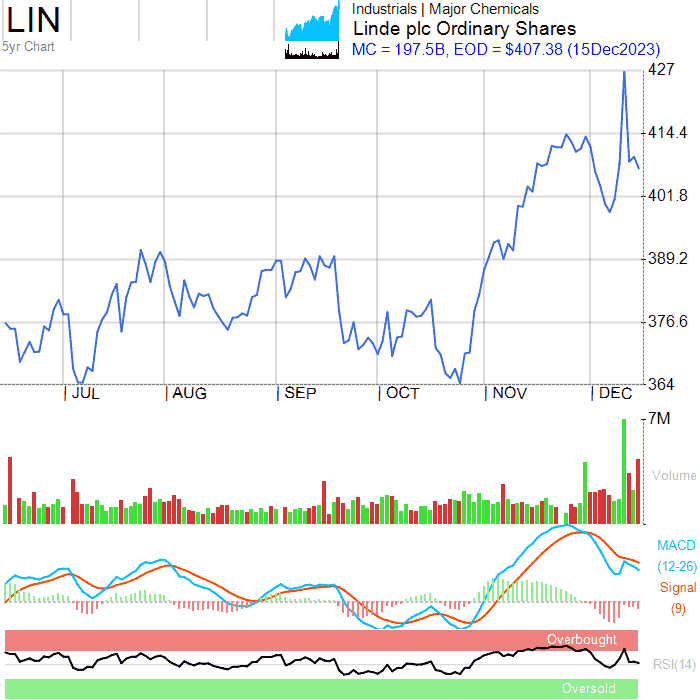 LIN
5yr Chart
Industrials | Major Chemicals
Linde plc Ordinary Shares
MC = 197.5B, EOD = $407.38 (15Dec2023)
427
414.4
401.8
389.2
376.6
364
JUL AUG SEP OCT NOV DEC
7M
Volume
MACD
(12-26)
Signal
(9)
Overbought
RSI(14)
Oversold